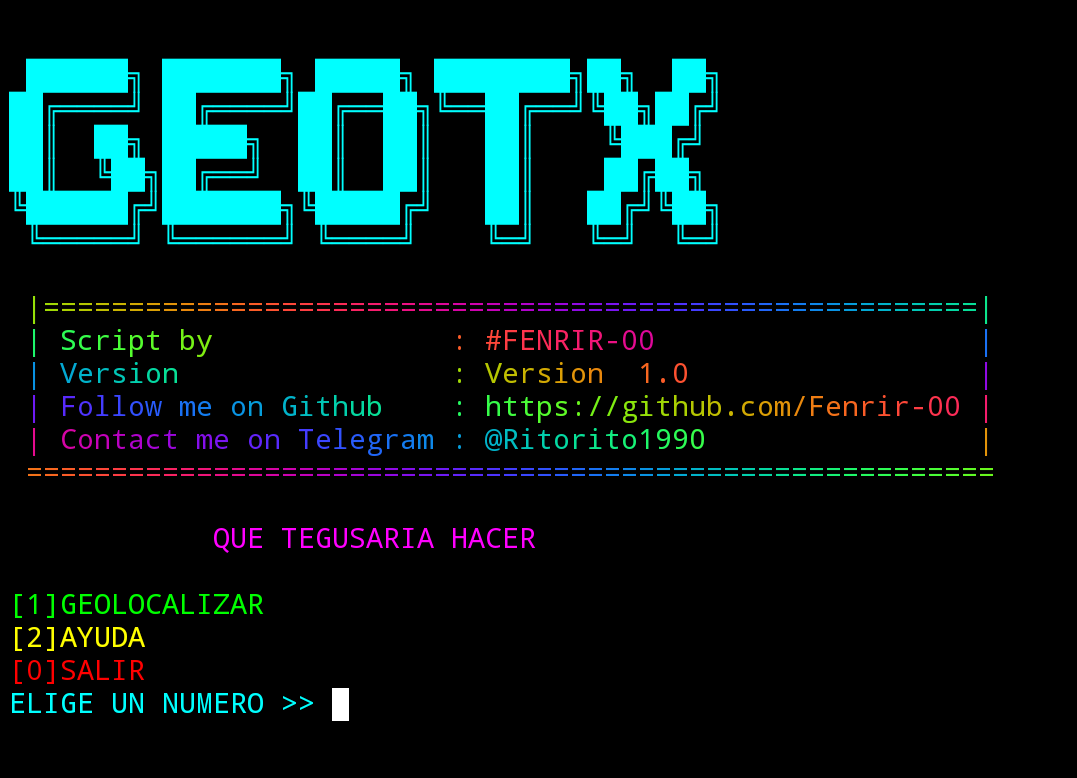 GEOTX
|=======================================================|
| Script by : #FENRIR-00 |
| Version : Version 1.0 |
| Follow me on Github : https://github.com/Fenrir-00 |
| Contact me on Telegram : @Ritorito1990 |
=========================================================
QUE TEGUSARIA HACER
[1]GEOLOCALIZAR
[2]AYUDA
[0]SALIR
ELIGE UN NUMERO >>